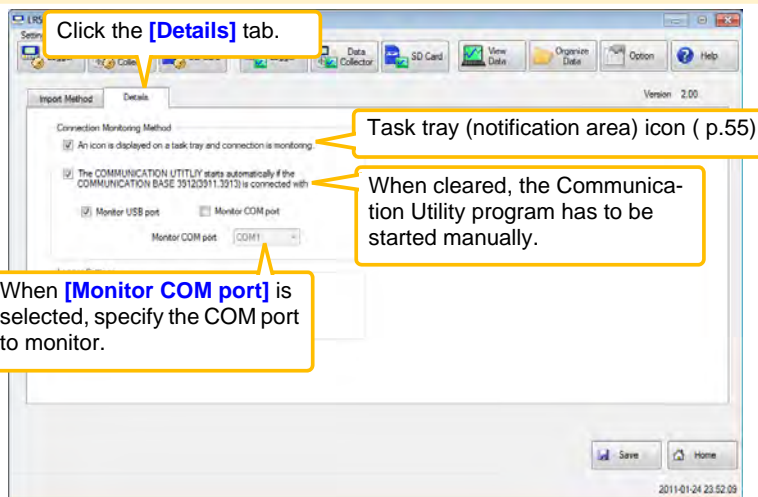 LR5
Click the [Details] tab.
Data Collector
SD Card
View Data
Organize Data
Option
Help
Import Method
Details
Version 2.00
Connection Monitoring Method
An icon is displayed on a task tray and connection is monitoring.
Task tray (notification area) icon ( p.55)
The COMMUNICATION UTITLIY starts automatically if the
COMMUNICATION BASE 3912(3911.3913) is connected with
When cleared, the Communica-
tion Utility program has to be
started manually.
Monitor USB port
Monitor COM port
Monitor COM port
COM1
When [Monitor COM port] is
selected, specify the COM port
to monitor.
Save
Home
2011-01-24 23:52:09